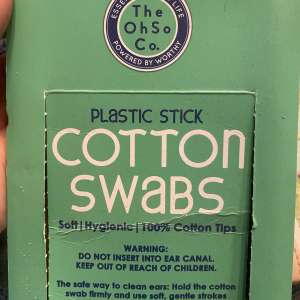 The
OhSo
Co.
POWERED BY WORTHY
PLASTIC STICK
COTTON
SWABS
Soft|Hygienic|100% Cotton Tips
WARNING:
DO NOT INSERT INTO EAR CANAL.
KEEP OUT OF REACH OF CHILDREN.
The safe way to clean ears: Hold the cotton
swab firmly and use soft, gentle strokes